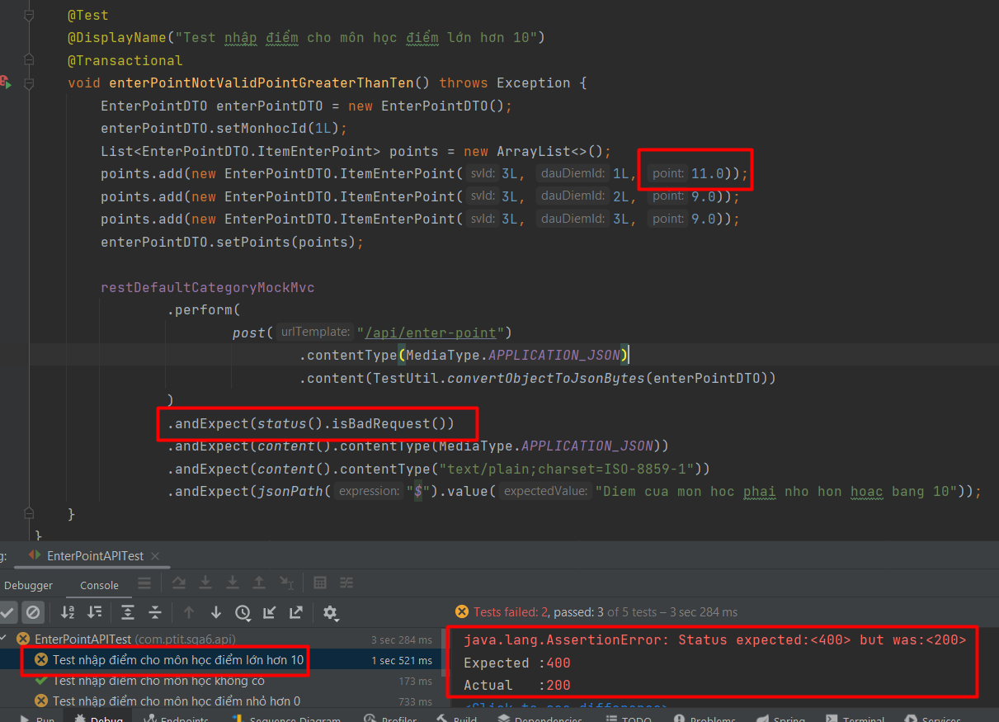 @Test
@DisplayName("Test nhập điểm cho môn học điểm lớn hơn 10")
@Transactional
void enterPointNotValidPointGreaterThanTen() throws Exception {
EnterPointDTO enterPointDTO = new EnterPointDTO();
enterPointDTO.setMonhocId(1L);
List<EnterPointDTO.ItemEnterPoint> points = new ArrayList<>();
points.add(new EnterPointDTO.ItemEnterPoint( svId: 3L, dauDiemId: 1L, point: 11.0));
points.add(new EnterPointDTO.ItemEnterPoint( svId: 3L, dauDiemId: 2L, point: 9.0));
points.add(new EnterPointDTO.ItemEnterPoint( svId: 3L, dauDiemId: 3L, point: 9.0));
enterPointDTO.setPoints(points);
restDefaultCategoryMockMvc
.perform(
post( urlTemplate: "/api/enter-point")
.contentType(MediaType.APPLICATION_JSON)
.content(TestUtil.convertObjectToJsonBytes(enterPointDTO))
)
.andExpect(status().isBadRequest())
.andExpect(content().contentType(MediaType.APPLICATION_JSON))
.andExpect(content().contentType("text/plain;charset=ISO-8859-1"))
.andExpect(jsonPath( expression: "$").value( expectedValue: "Diem cua mon hoc phai nho hon hoac bang 10"));
}
}
g: EnterPointAPITest
Debugger Console
Tests failed: 2, passed: 3 of 5 tests – 3 sec 284 ms
EnterPointAPITest (com.ptit.sqa6.api) 3 sec 284 ms
Test nhập điểm cho môn học điểm lớn hơn 10 1 sec 521 ms
Test nhập điểm cho môn học không có 173 ms
Test nhập điểm cho môn học điểm nhỏ hơn 0 733 ms
java.lang.AssertionError: Status expected:<400> but was:<200>
Expected :400
Actual :200
<Click to see difference>
Run Debug Endpoints Sequence Diagram Profiler Build Dependencies TODO Problems Spring Terminal Services